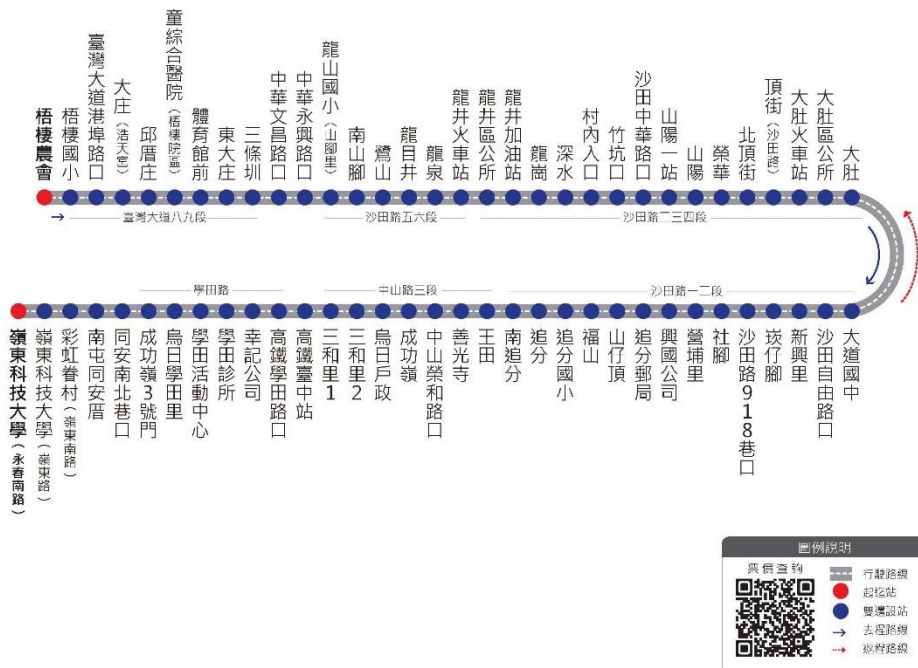 梧棲農會
梧棲國小
臺灣大道港埠路口
大庄(浩天宮)
邱厝庄
童綜合醫院(梧棲院區)
體育館前
東大庄
三條圳
中華文昌路口
中華永興路口
龍山國小(山腳里)
南山腳
鷺山
龍目井
龍泉
龍井火車站
龍井區公所
龍井加油站
龍崗
深水
村內入口
竹坑口
沙田中華路口
山陽一站
山陽
榮華
北頂街
頂街(沙田路)
大肚火車站
大肚區公所
大肚
臺灣大道八九段
沙田路五六段
沙田路二三四段
學田路
中山路三段
沙田路一二段
嶺東科技大學(永春南路)
嶺東科技大學(嶺東路)
彩虹眷村(嶺東南路)
南屯同安厝
同安南北巷口
成功嶺3號門
烏日學田里
學田活動中心
學田診所
幸記公司
高鐵學田路口
高鐵臺中站
三和里1
三和里2
烏日戶政
成功嶺
中山榮和路口
善光寺
王田
南追分
追分
追分國小
福山
山仔頂
追分郵局
興國公司
營埔里
社腳
沙田路918巷口
崁仔腳
新興里
沙田自由路口
大道國中
圖例說明
票價查詢
行駛路線
起迄站
雙邊設站
去程路線
返程路線